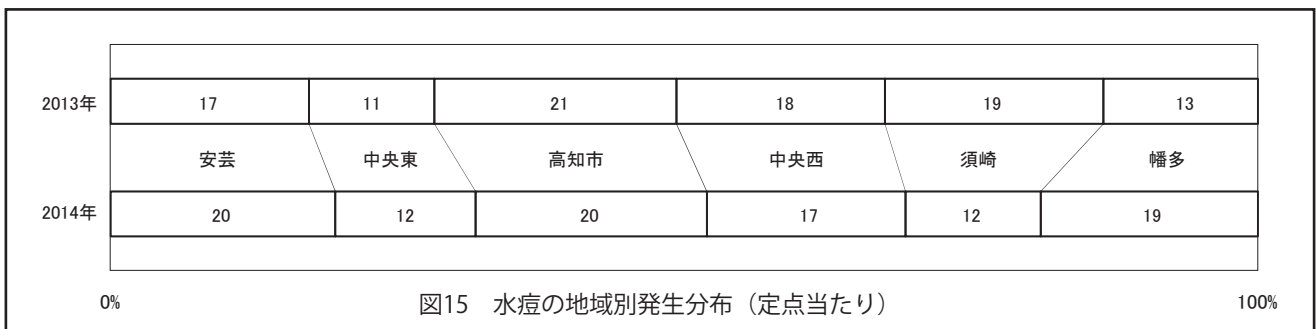 2013年 17 11 21 18 19 13
安芸 中央東 高知市 中央西 須崎 幡多
2014年 20 12 20 17 12 19
0% 100%
図15 水痘の地域別発生分布（定点当たり）